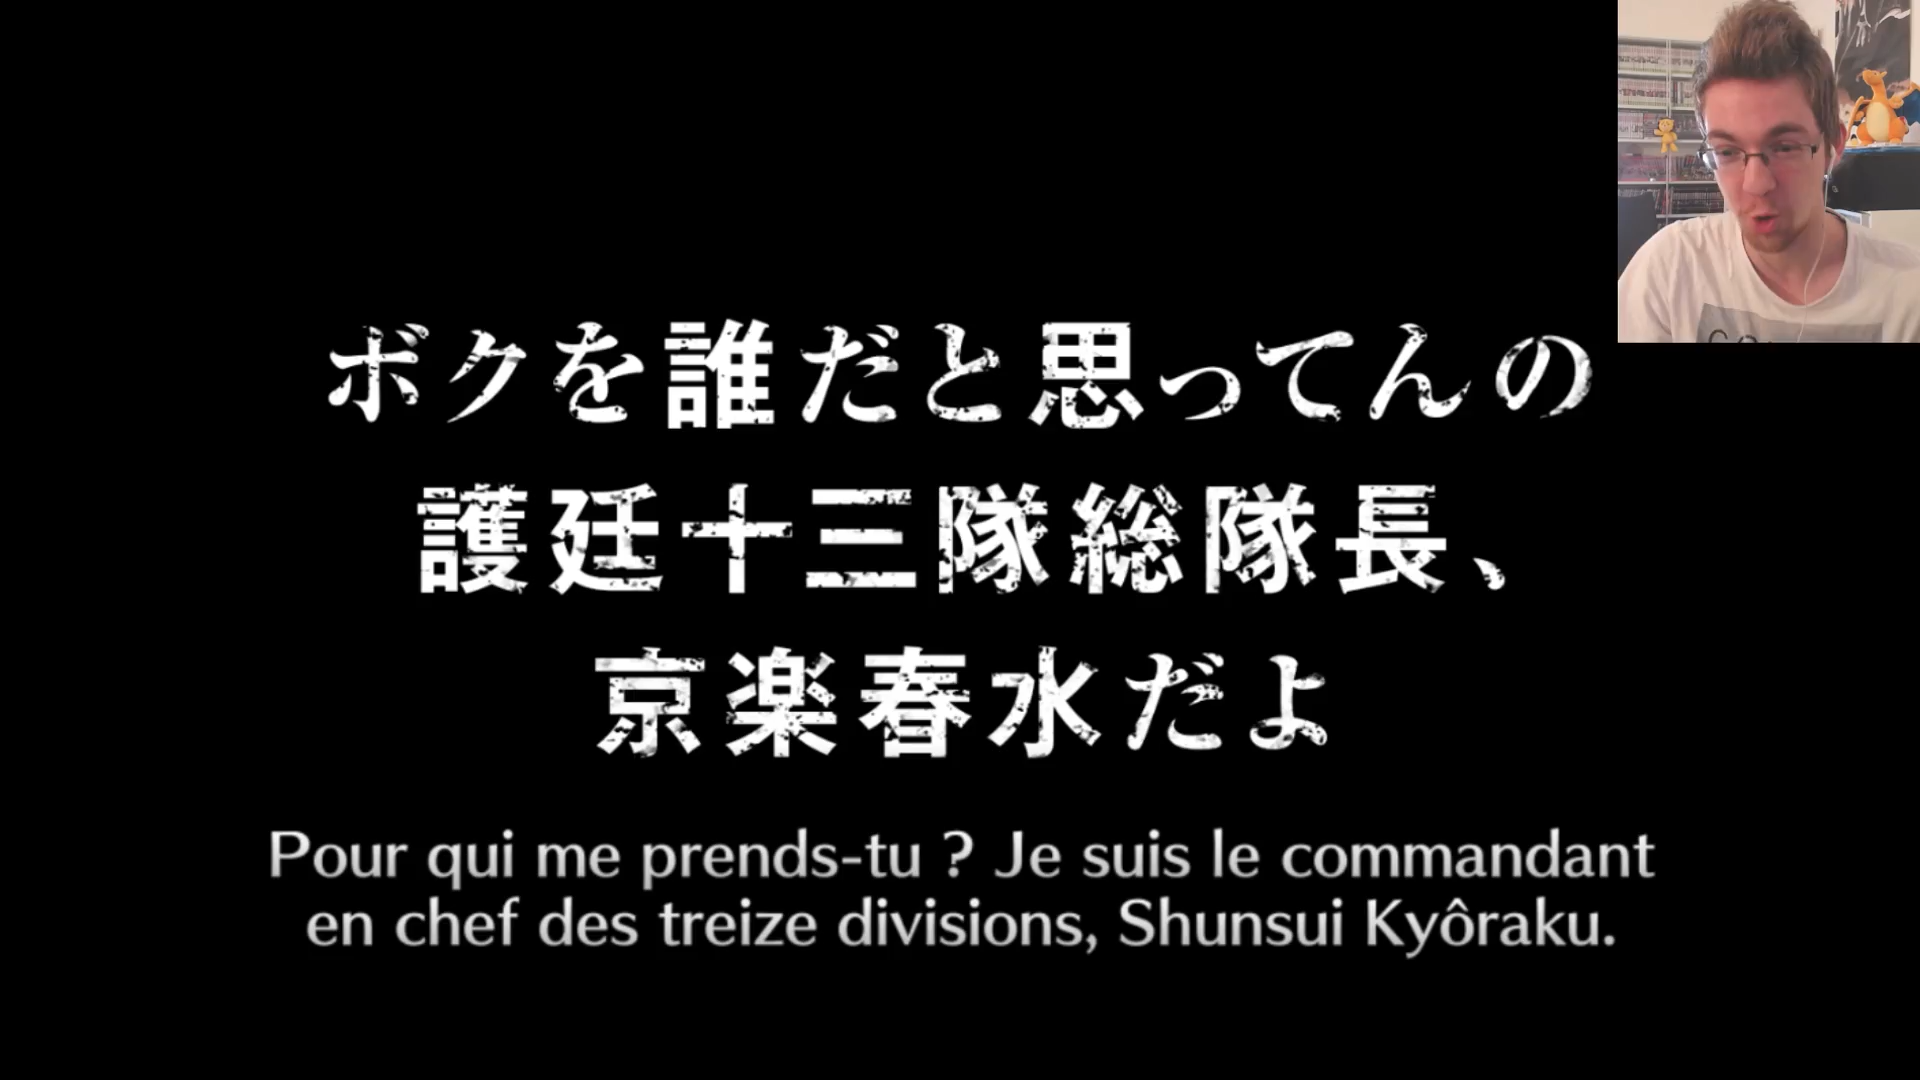 ボクを誰だと思ってんの
護廷十三隊総隊長、
京楽春水だよ
Pour qui me prends-tu ? Je suis le commandant
en chef des treize divisions, Shunsui Kyôraku.